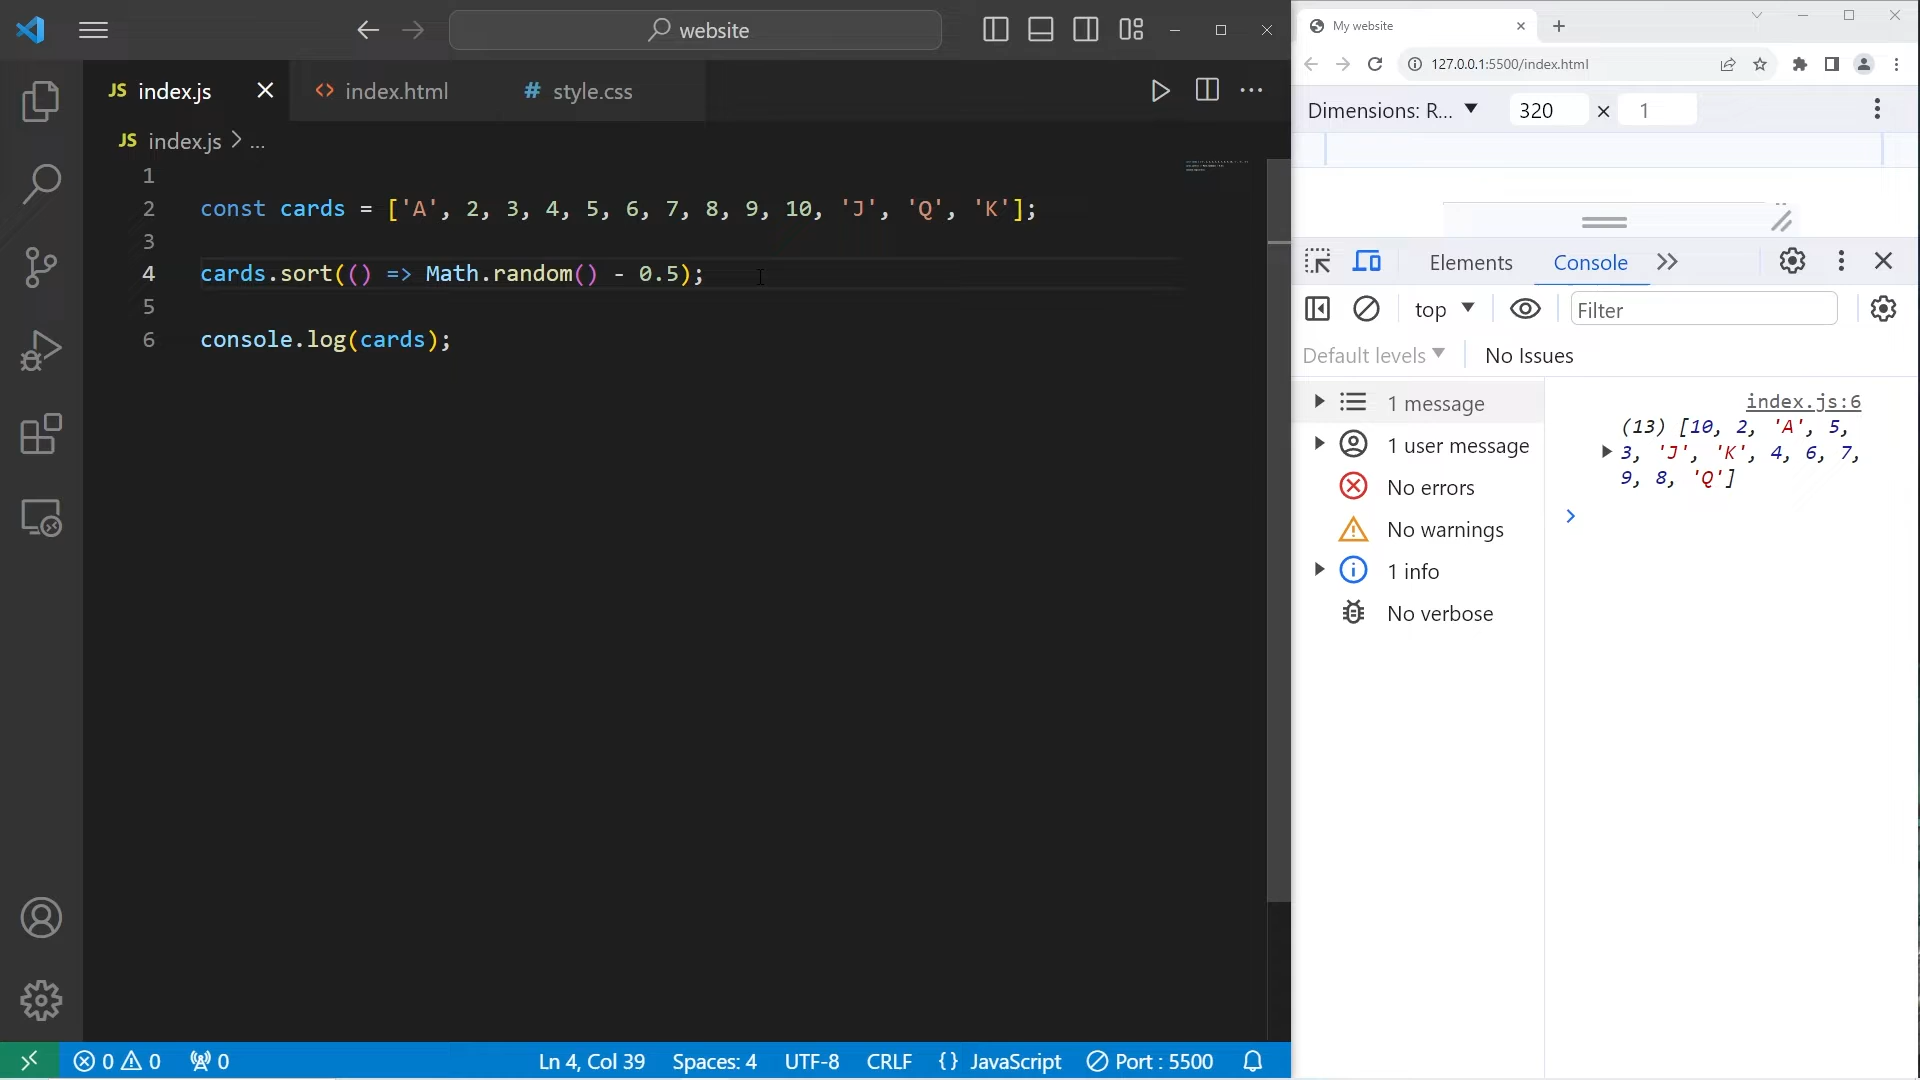 website
JS index.js
<> index.html
# style.css
JS index.js > ...
1
2 const cards = ['A', 2, 3, 4, 5, 6, 7, 8, 9, 10, 'J', 'Q', 'K'];
3
4 cards.sort(() => Math.random() - 0.5);
5
6 console.log(cards);
0 0 0
Ln 4, Col 39 Spaces: 4 UTF-8 CRLF {} JavaScript Port : 5500
My website
127.0.0.1:5500/index.html
Dimensions: R... 320 × 1
Elements Console
top Filter
Default levels No Issues
1 message
1 user message
No errors
No warnings
1 info
No verbose
index.js:6
(13) [10, 2, 'A', 5,
3, 'J', 'K', 4, 6, 7,
9, 8, 'Q']